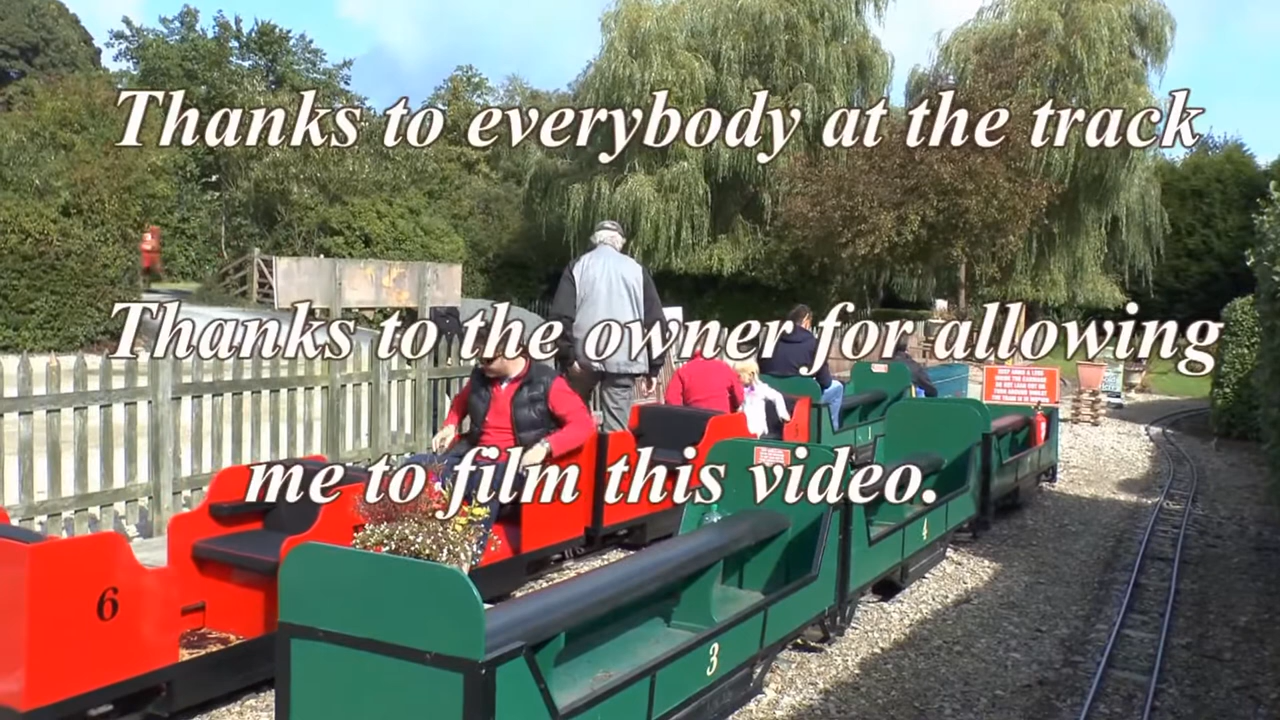 Thanks to everybody at the track
Thanks to the owner for allowing
me to film this video.
6
3
4